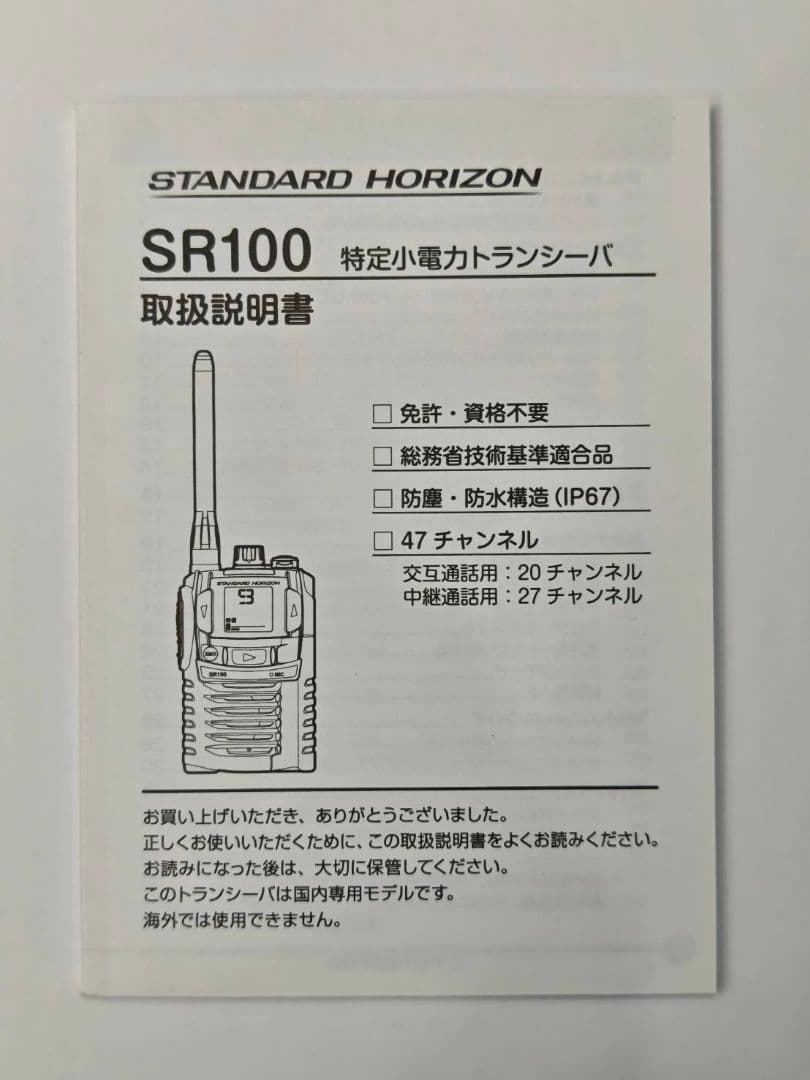 STANDARD HORIZON
SR100 特定小電力トランシーバ
取扱説明書
□ 免許・資格不要
□ 総務省技術基準適合品
□ 防塵・防水構造(IP67)
□ 47 チャンネル
交互通話用:20 チャンネル
中継通話用:27 チャンネル
STANDARD HORIZON
SR100
MIC
お買い上げいただき、ありがとうございました。
正しくお使いいただくために、この取扱説明書をよくお読みください。
お読みになった後は、大切に保管してください。
このトランシーバは国内専用モデルです。
海外では使用できません。